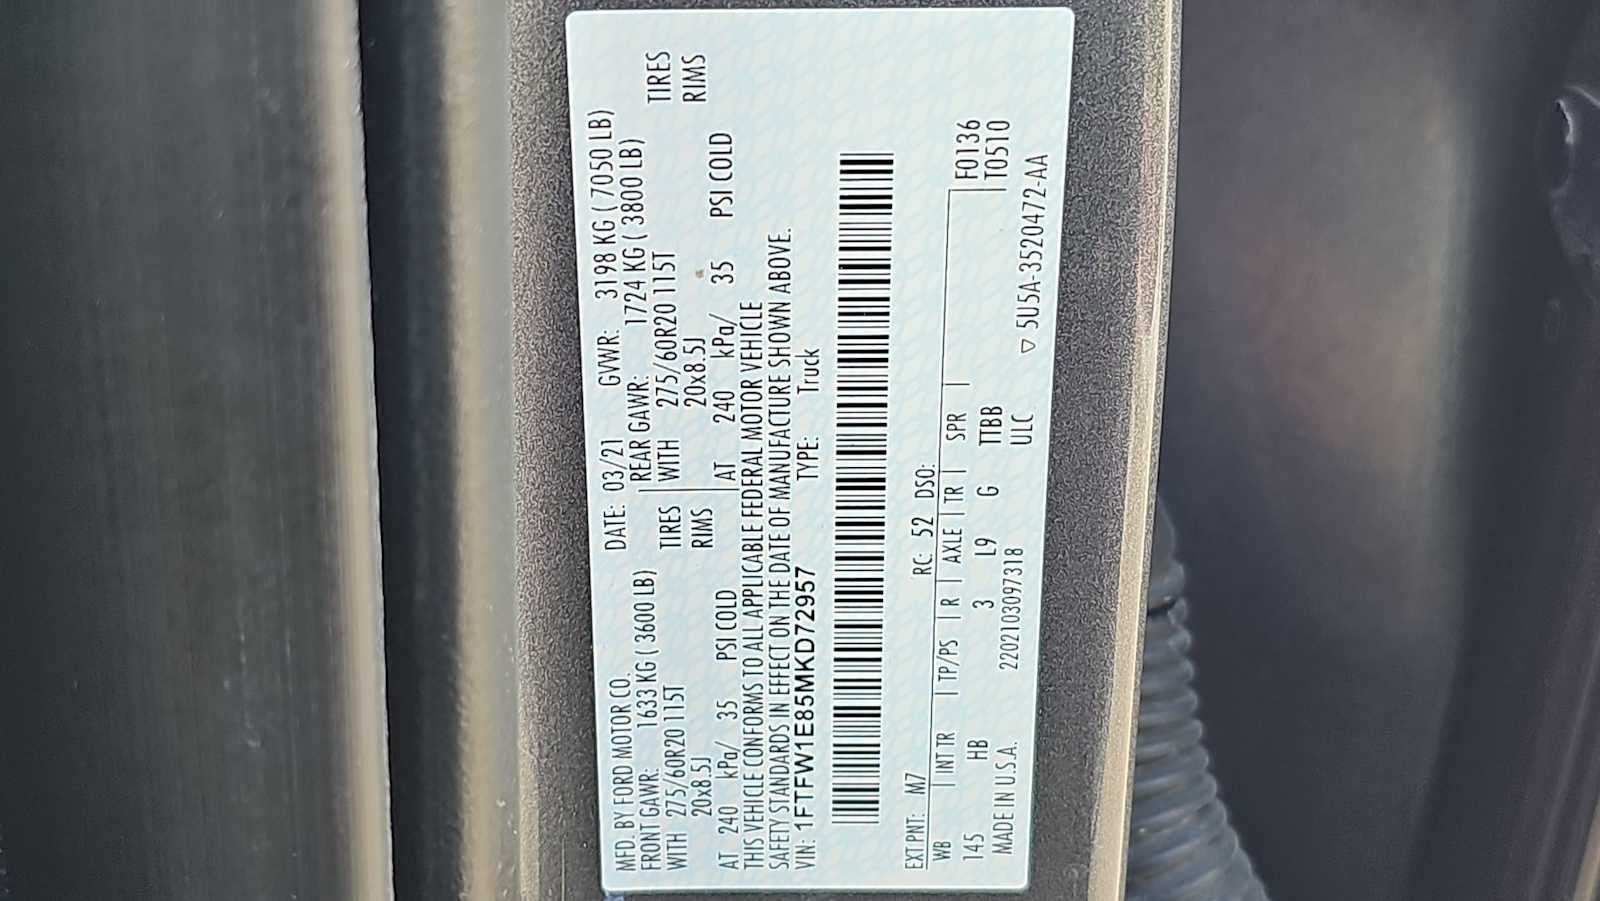 MFD. BY FORD MOTOR CO. DATE: 03/21 GVWR: 3198 KG ( 7050 LB)
FRONT GAWR: 1633 KG ( 3600 LB) REAR GAWR: 1724 KG ( 3800 LB)
WITH 275/60R20 115T TIRES WITH 275/60R20 115T TIRES
20x8.5J RIMS 20x8.5J RIMS
AT 240 kPa/ 35 PSI COLD AT 240 kPa/ 35 PSI COLD
THIS VEHICLE CONFORMS TO ALL APPLICABLE FEDERAL MOTOR VEHICLE
SAFETY STANDARDS IN EFFECT ON THE DATE OF MANUFACTURE SHOWN ABOVE.
VIN: 1FTFW1E85MKD72957 TYPE: Truck
EXT PNT: M7 RC: 52 DSO:
WB INT TR TP/PS R AXLE TR SPR F0136
145 HB 3 L9 G TTBB T0510
MADE IN U.S.A. 2202103097318 ULC ▽ 5U5A-3520472-AA